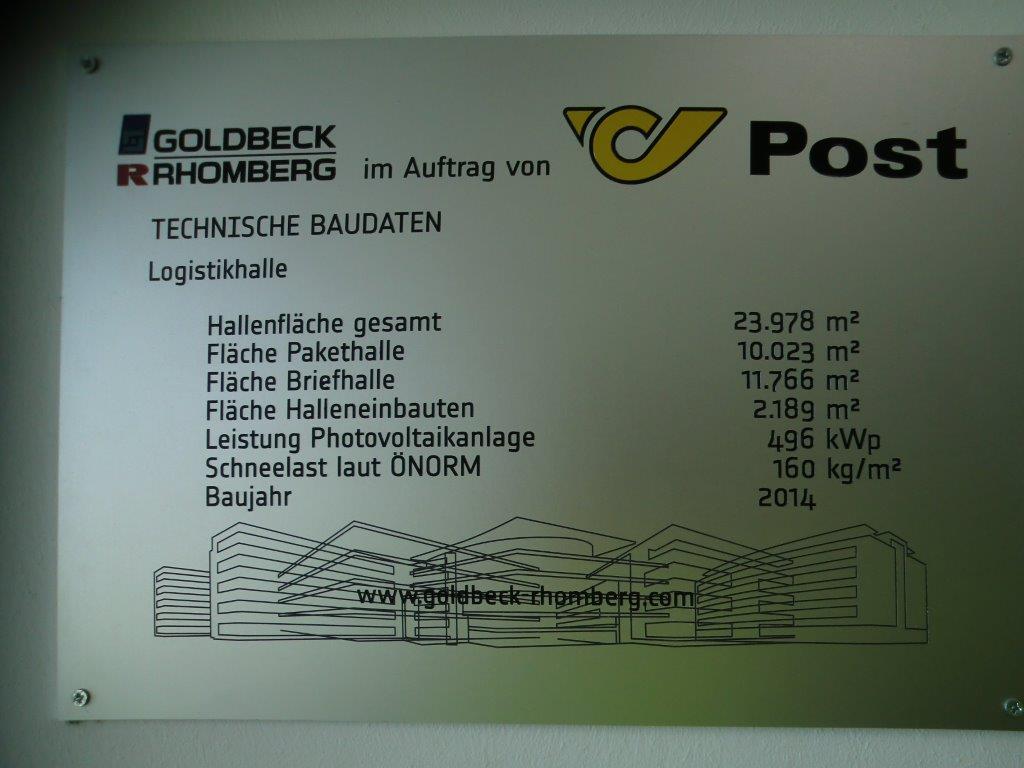 GOLDBECK
RHOMBERG im Auftrag von Post
TECHNISCHE BAUDATEN
Logistikhalle
Hallenfläche gesamt 23.978 m²
Fläche Pakethalle 10.023 m²
Fläche Briefhalle 11.766 m²
Fläche Halleneinbauten 2.189 m²
Leistung Photovoltaikanlage 496 kWp
Schneelast laut ÖNORM 160 kg/m²
Baujahr 2014
www.goldbeck-rhomberg.com